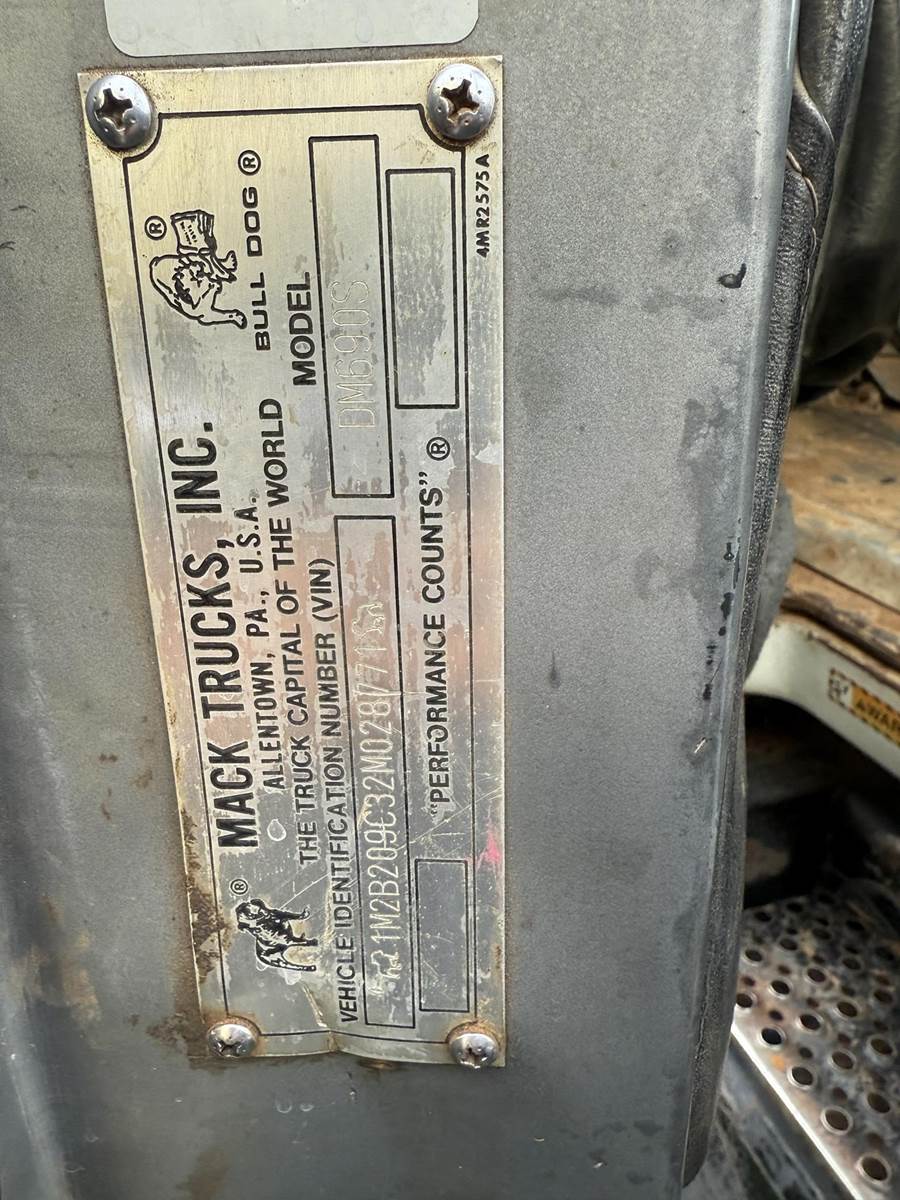 ®
MACK TRUCKS, INC.
ALLENTOWN, PA., U.S.A.
THE TRUCK CAPITAL OF THE WORLD
®
BULL DOG ®
VEHICLE IDENTIFICATION NUMBER (VIN)
MODEL
1M2B209C32M028771
DM690S
"PERFORMANCE COUNTS" ®
4MR2575A